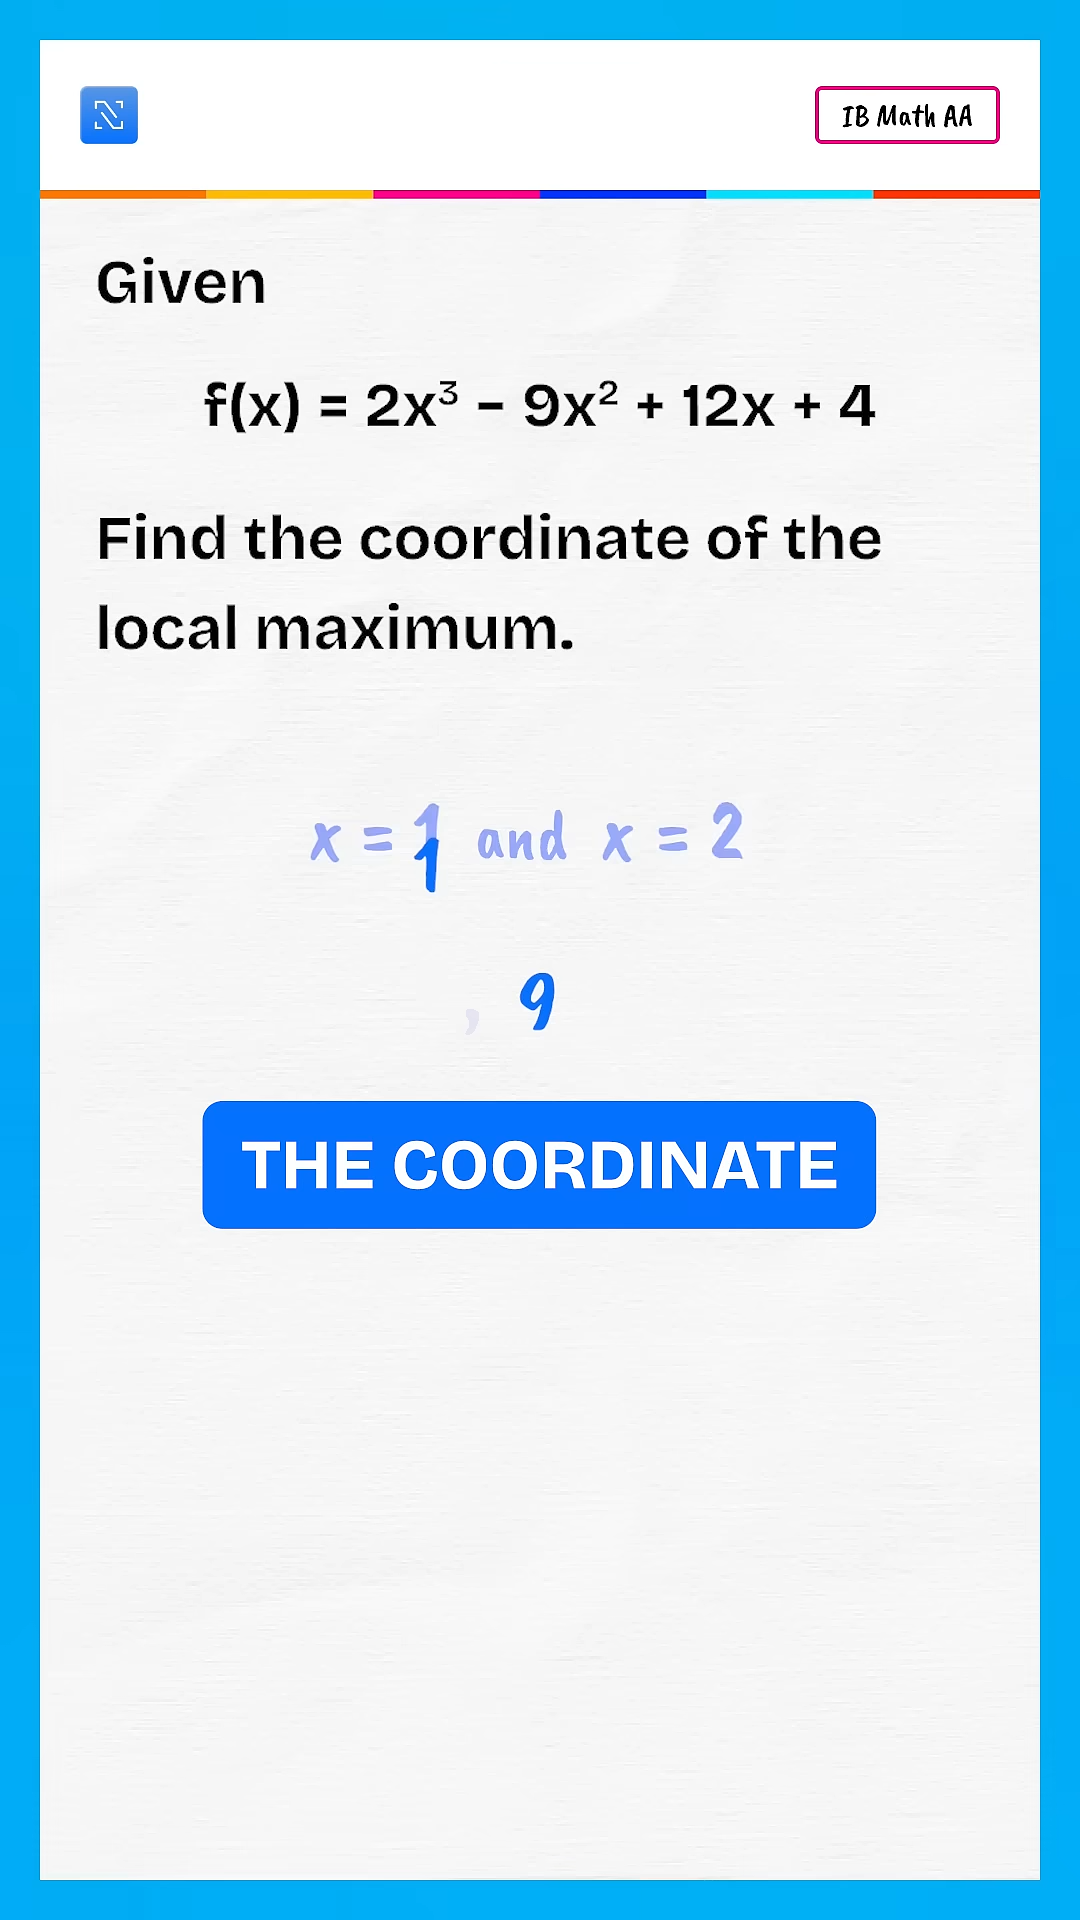 IB Math AA
Given
f(x) = 2x³ – 9x² + 12x + 4
Find the coordinate of the
local maximum.
x = 1 and x = 2
1
, 9
THE COORDINATE